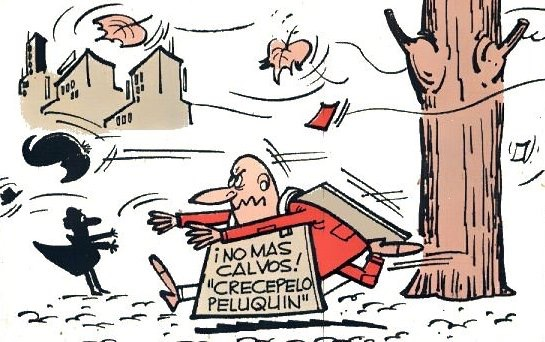 ¡NO MAS
CALVOS!
"CRECEPELO
PELUQUIN"